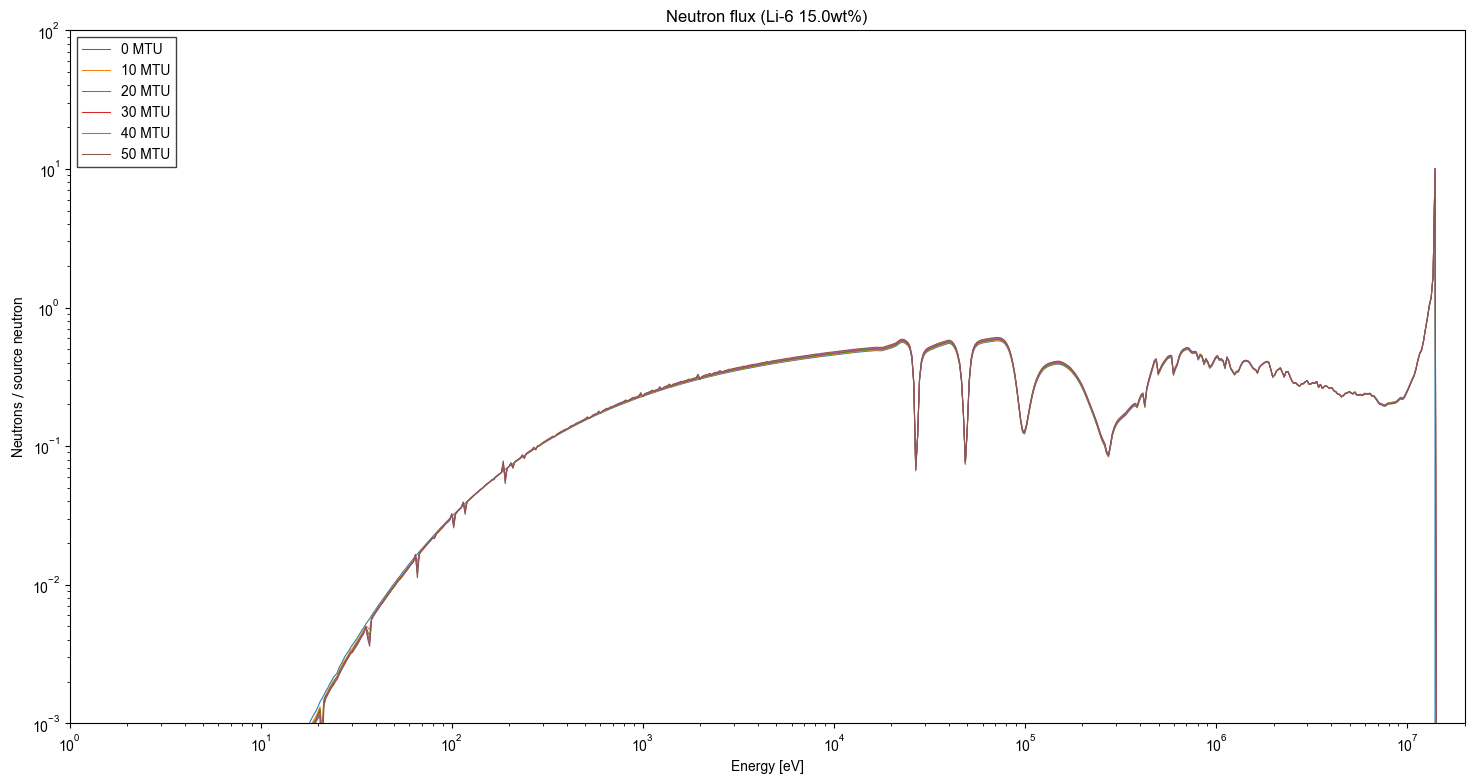 Neutron flux (Li-6 15.0wt%)
10²
10¹
10⁰
10⁻¹
10⁻²
10⁻³
Neutrons / source neutron
0 MTU
10 MTU
20 MTU
30 MTU
40 MTU
50 MTU
10⁰ 10¹ 10² 10³ 10⁴ 10⁵ 10⁶ 10⁷
Energy [eV]